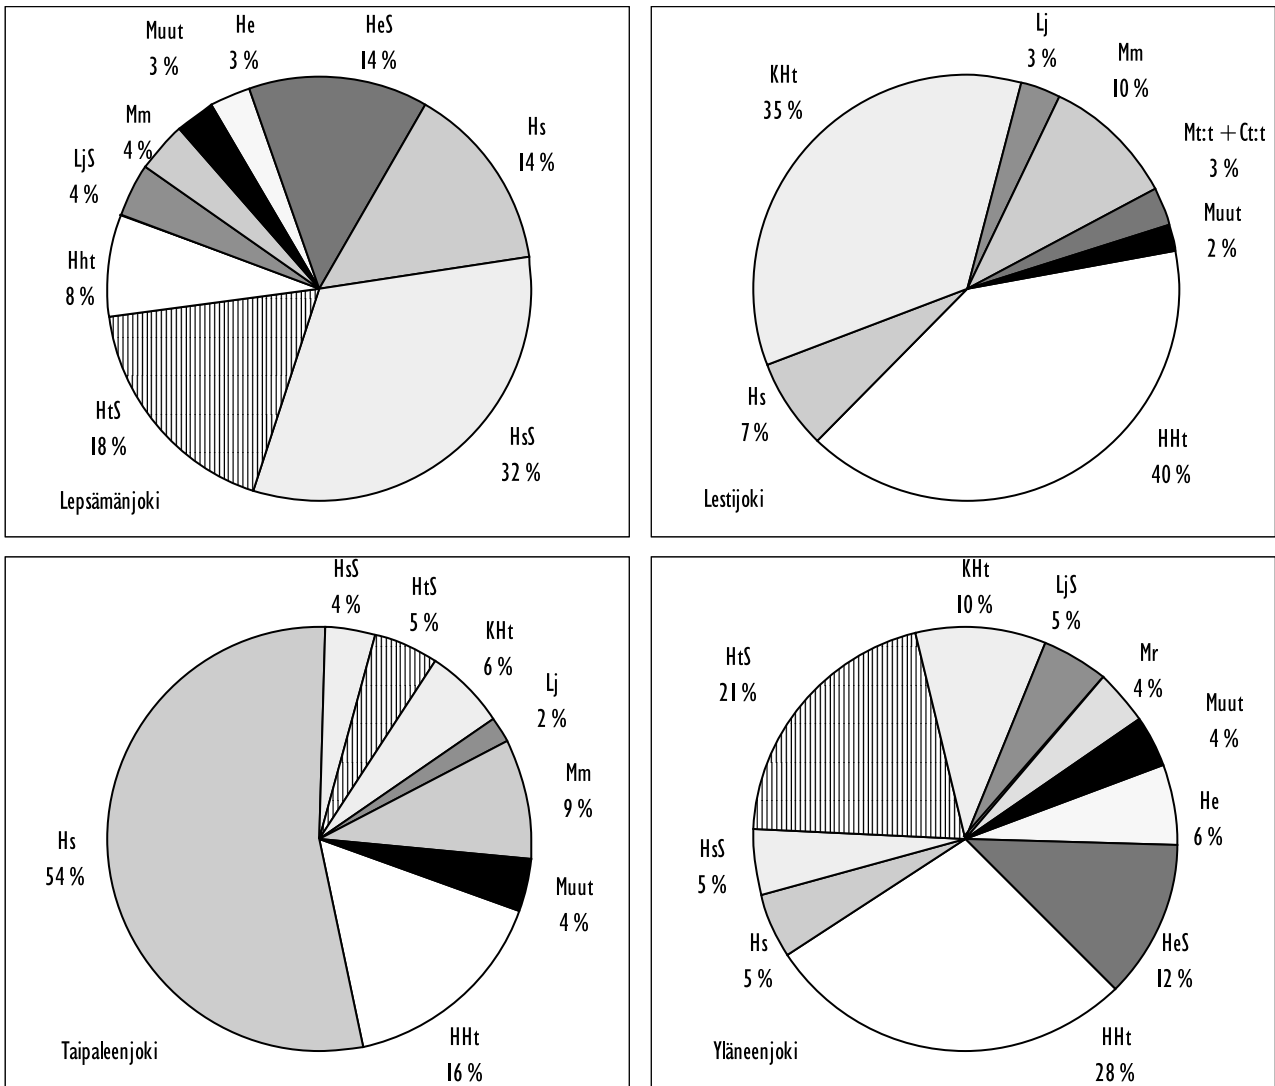 Muut
3 %
He
3 %
HeS
14 %
Hs
14 %
HsS
32 %
HtS
18 %
Hht
8 %
LjS
4 %
Mm
4 %
Lepsämänjoki
Lj
3 %
Mm
10 %
Mt:t + Ct:t
3 %
Muut
2 %
HHt
40 %
Hs
7 %
KHt
35 %
Lestijoki
HsS
4 %
HtS
5 %
KHt
6 %
Lj
2 %
Mm
9 %
Muut
4 %
HHt
16 %
Hs
54 %
Taipaleenjoki
KHt
10 %
LjS
5 %
Mr
4 %
Muut
4 %
He
6 %
HeS
12 %
HHt
28 %
Hs
5 %
HsS
5 %
HtS
21 %
Yläneenjoki